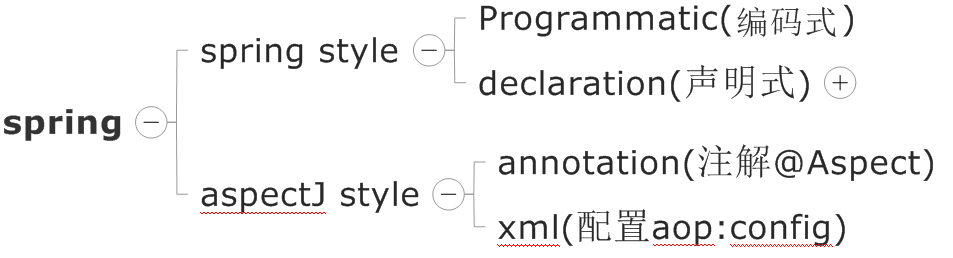 spring
spring style
Programmatic(编码式)
declaration(声明式)
aspectJ style
annotation(注解@Aspect)
xml(配置aop:config)